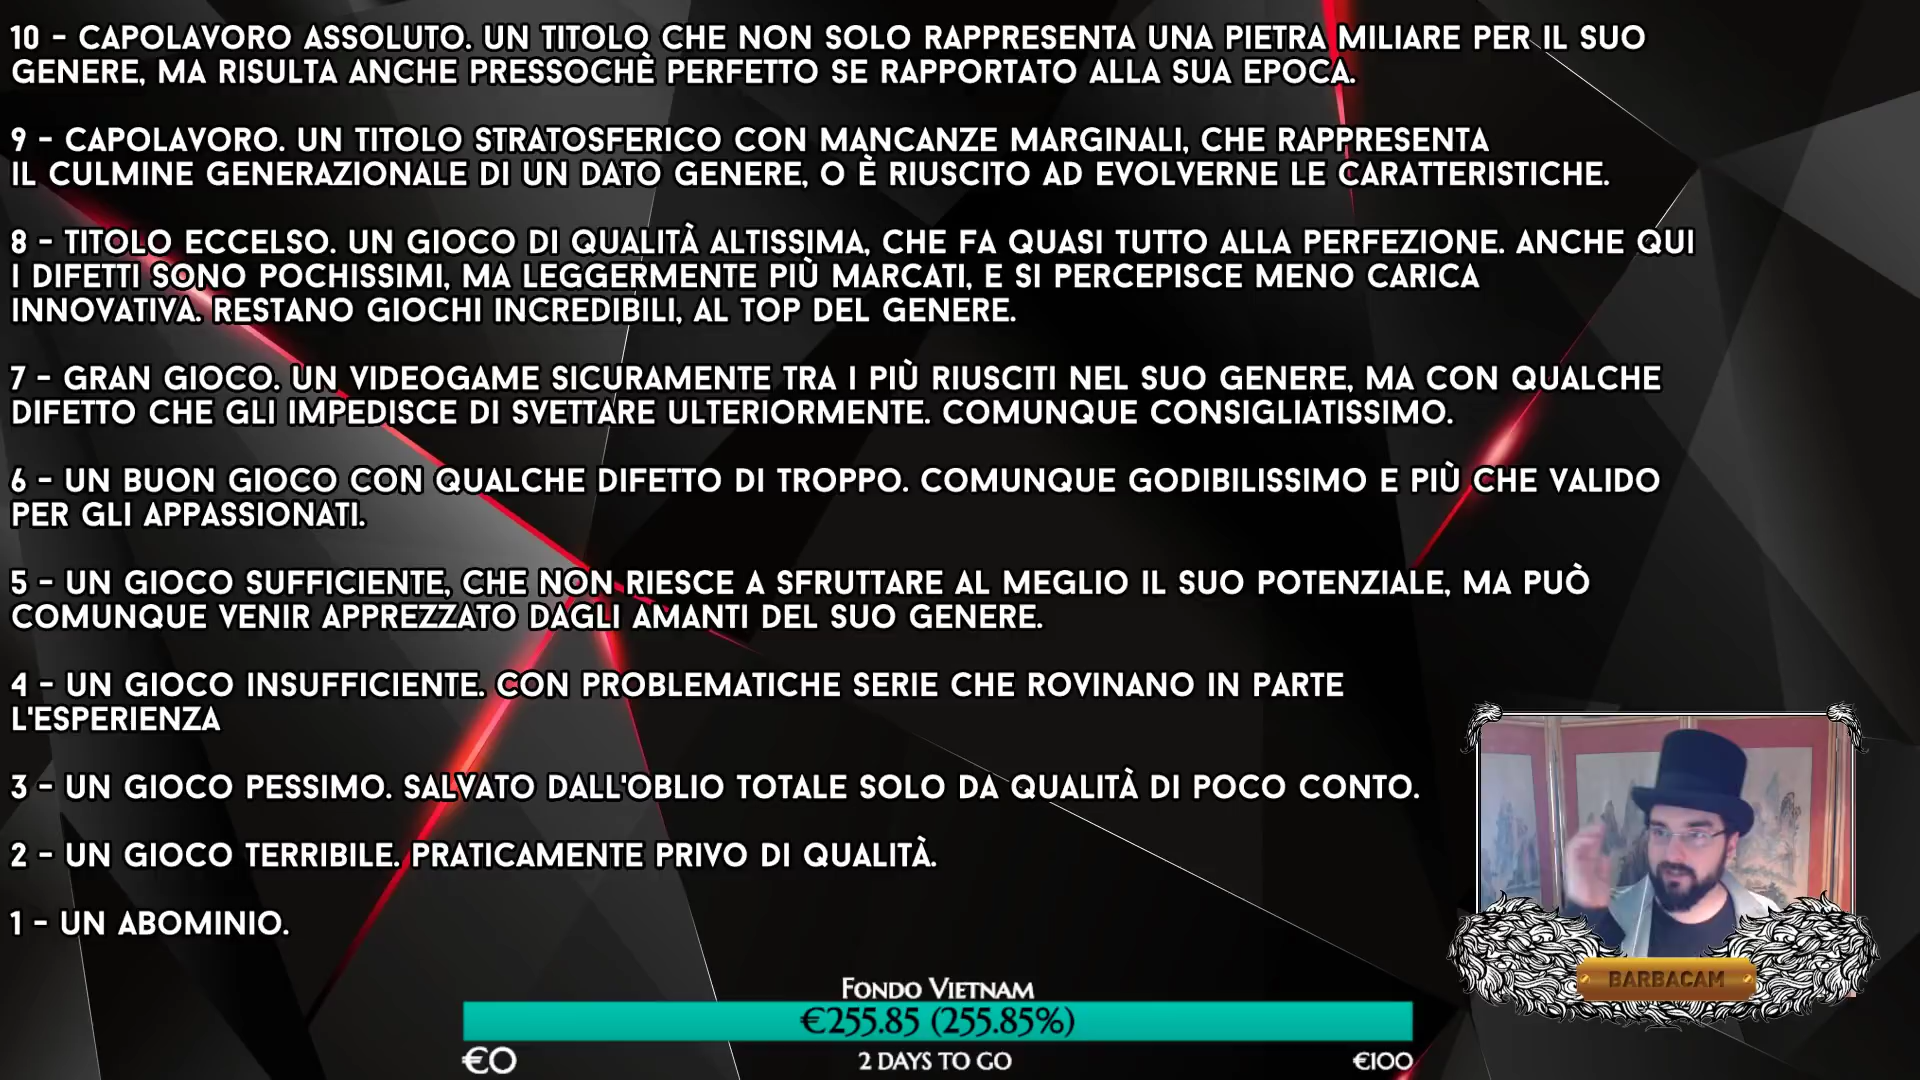 10 - CAPOLAVORO ASSOLUTO. UN TITOLO CHE NON SOLO RAPPRESENTA UNA PIETRA MILIARE PER IL SUO
GENERE, MA RISULTA ANCHE PRESSOCHÈ PERFETTO SE RAPPORTATO ALLA SUA EPOCA.
9 - CAPOLAVORO. UN TITOLO STRATOSFERICO CON MANCANZE MARGINALI, CHE RAPPRESENTA
IL CULMINE GENERAZIONALE DI UN DATO GENERE, O È RIUSCITO AD EVOLVERNE LE CARATTERISTICHE.
8 - TITOLO ECCELSO. UN GIOCO DI QUALITÀ ALTISSIMA, CHE FA QUASI TUTTO ALLA PERFEZIONE. ANCHE QUI
I DIFETTI SONO POCHISSIMI, MA LEGGERMENTE PIÙ MARCATI, E SI PERCEPISCE MENO CARICA
INNOVATIVA. RESTANO GIOCHI INCREDIBILI, AL TOP DEL GENERE.
7 - GRAN GIOCO. UN VIDEOGAME SICURAMENTE TRA I PIÙ RIUSCITI NEL SUO GENERE, MA CON QUALCHE
DIFETTO CHE GLI IMPEDISCE DI SVETTARE ULTERIORMENTE. COMUNQUE CONSIGLIATISSIMO.
6 - UN BUON GIOCO CON QUALCHE DIFETTO DI TROPPO. COMUNQUE GODIBILISSIMO E PIÙ CHE VALIDO
PER GLI APPASSIONATI.
5 - UN GIOCO SUFFICIENTE, CHE NON RIESCE A SFRUTTARE AL MEGLIO IL SUO POTENZIALE, MA PUÒ
COMUNQUE VENIR APPREZZATO DAGLI AMANTI DEL SUO GENERE.
4 - UN GIOCO INSUFFICIENTE. CON PROBLEMATICHE SERIE CHE ROVINANO IN PARTE
L'ESPERIENZA
3 - UN GIOCO PESSIMO. SALVATO DALL'OBLIO TOTALE SOLO DA QUALITÀ DI POCO CONTO.
2 - UN GIOCO TERRIBILE. PRATICAMENTE PRIVO DI QUALITÀ.
1 - UN ABOMINIO.
BARBACAM
FONDO VIETNAM
€255.85 (255.85%)
€0 2 DAYS TO GO €100